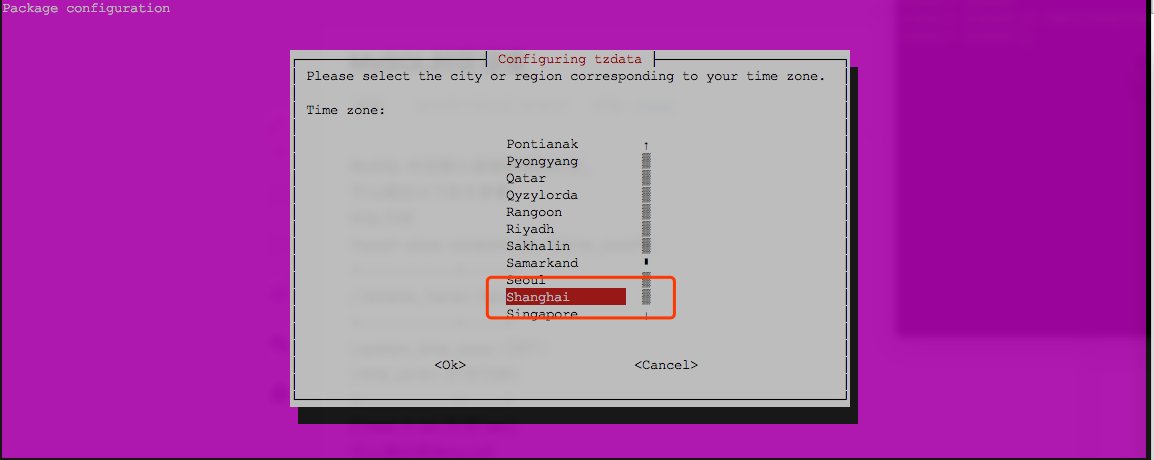 Package configuration
Configuring tzdata
Please select the city or region corresponding to your time zone.
Time zone:
Pontianak
Pyongyang
Qatar
Qyzylorda
Rangoon
Riyadh
Sakhalin
Samarkand
Seoul
Shanghai
Singapore
<Ok> <Cancel>